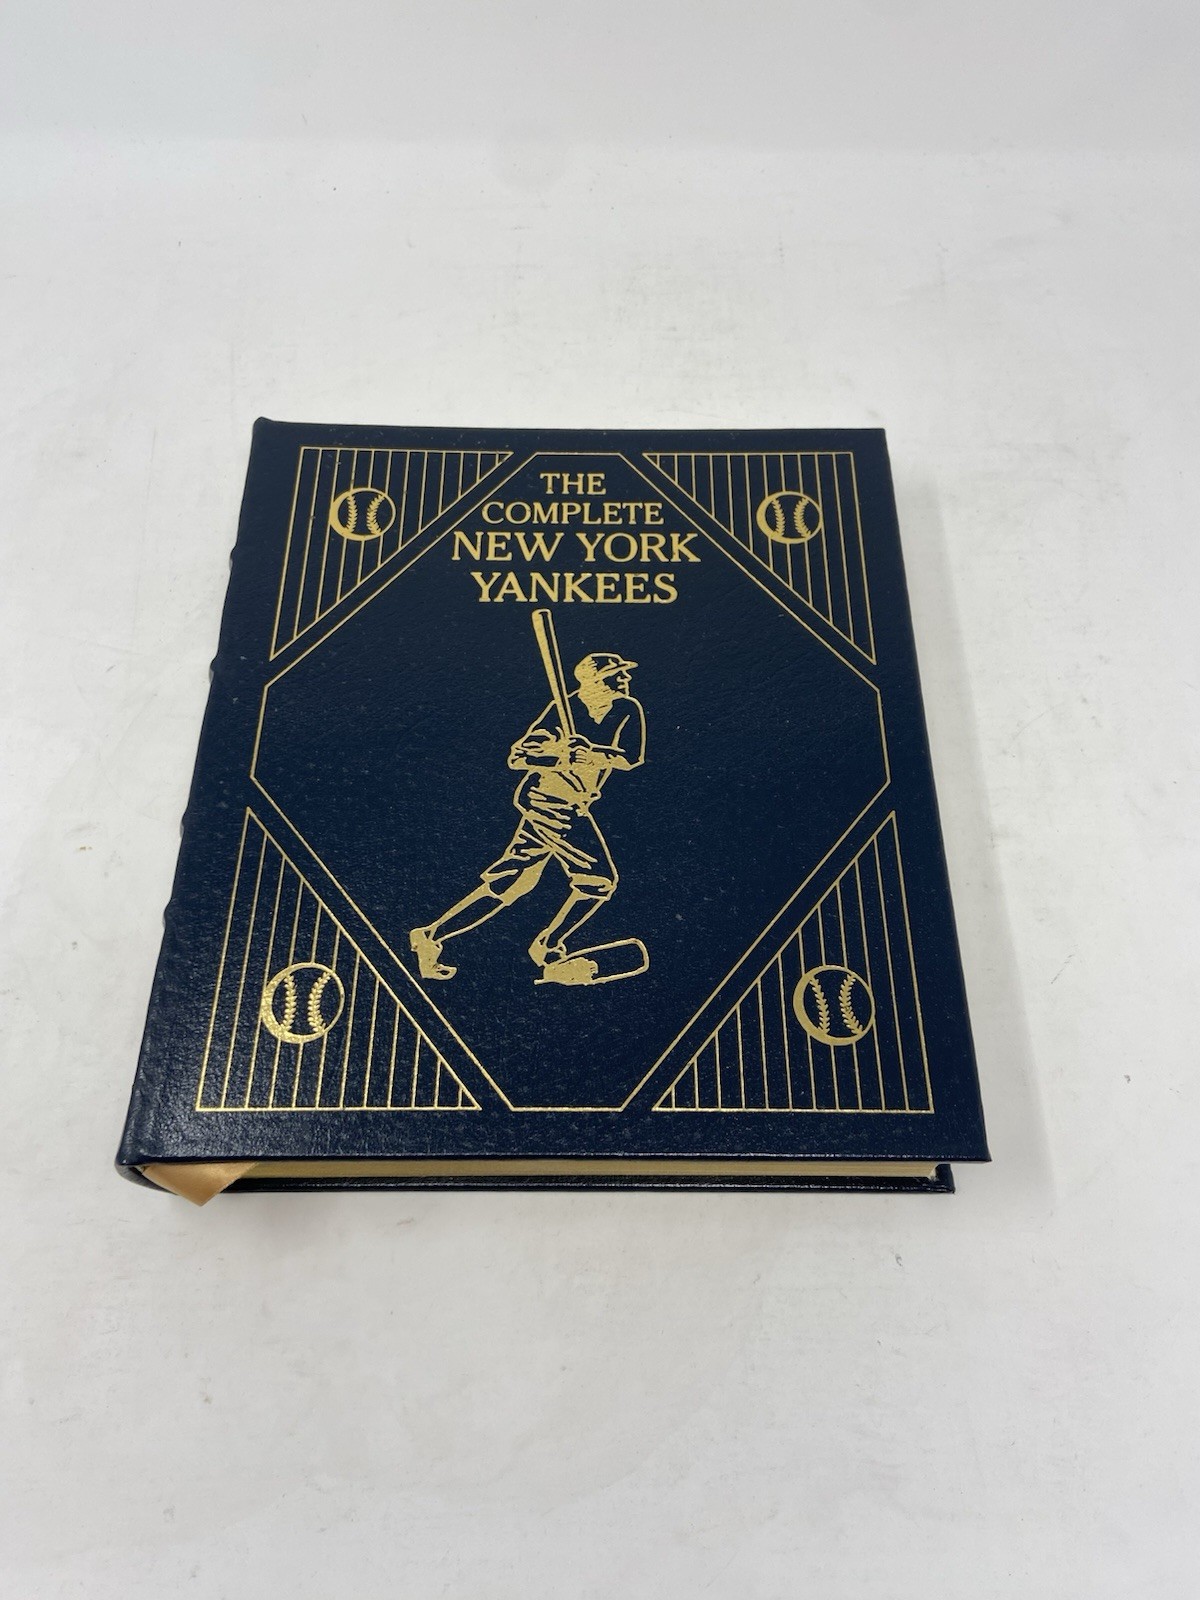 THE
COMPLETE
NEW YORK
YANKEES